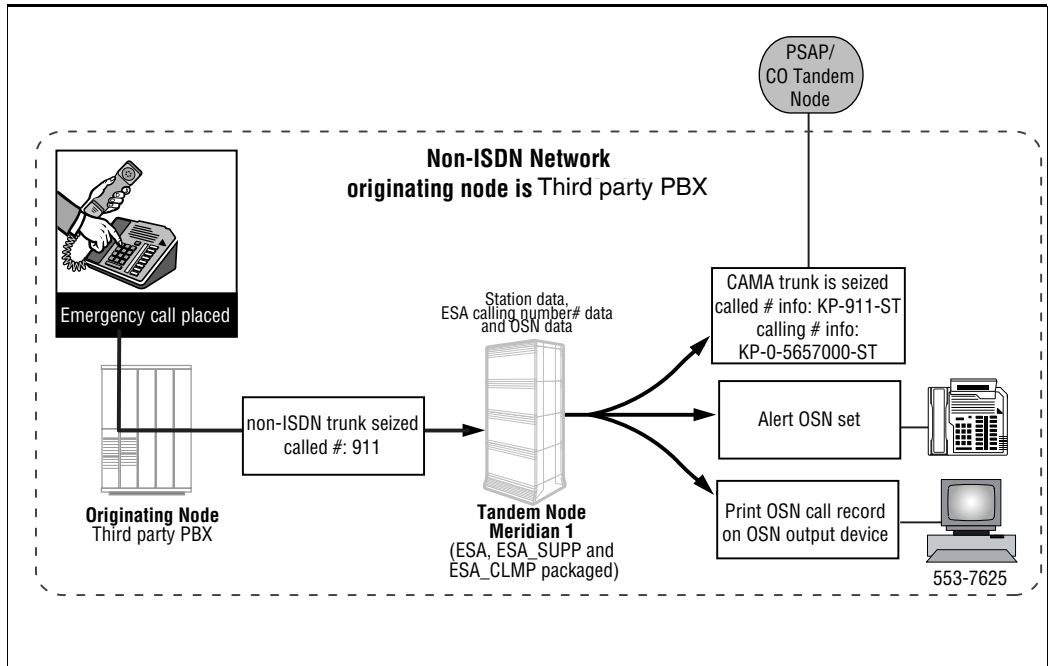 PSAP/
CO Tandem
Node
Non-ISDN Network
originating node is Third party PBX
Emergency call placed
Station data,
ESA calling number# data
and OSN data
CAMA trunk is seized
called # info: KP-911-ST
calling # info:
KP-0-5657000-ST
non-ISDN trunk seized
called #: 911
Alert OSN set
Originating Node
Third party PBX
Tandem Node
Meridian 1
(ESA, ESA_SUPP and
ESA_CLMP packaged)
Print OSN call record
on OSN output device
553-7625